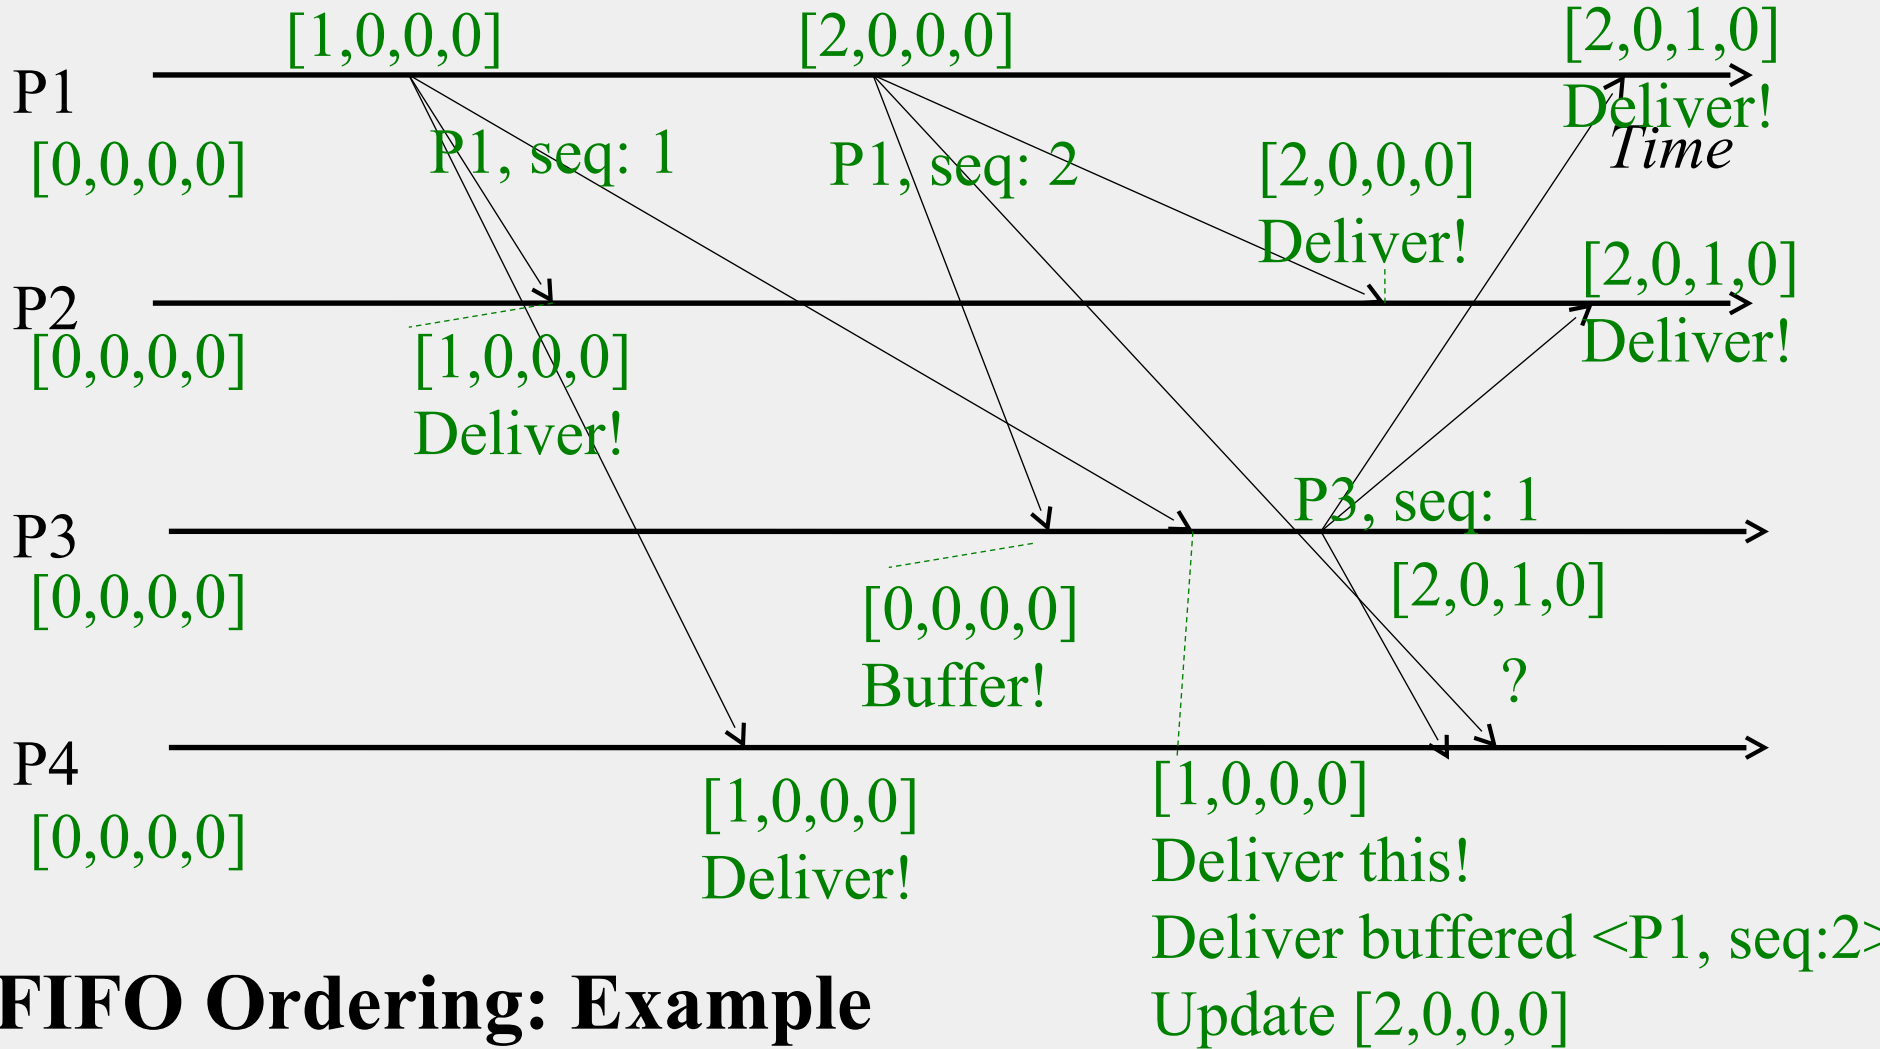 [1,0,0,0]
[2,0,0,0]
[2,0,1,0]
P1
Deliver!
Time
[0,0,0,0]
P1, seq: 1
P1, seq: 2
[2,0,0,0]
Deliver!
[2,0,1,0]
Deliver!
P2
[0,0,0,0]
[1,0,0,0]
Deliver!
P3, seq: 1
P3
[0,0,0,0]
[0,0,0,0]
Buffer!
[2,0,1,0]
?
P4
[0,0,0,0]
[1,0,0,0]
Deliver!
[1,0,0,0]
Deliver this!
Deliver buffered <P1, seq:2>
Update [2,0,0,0]
FIFO Ordering: Example